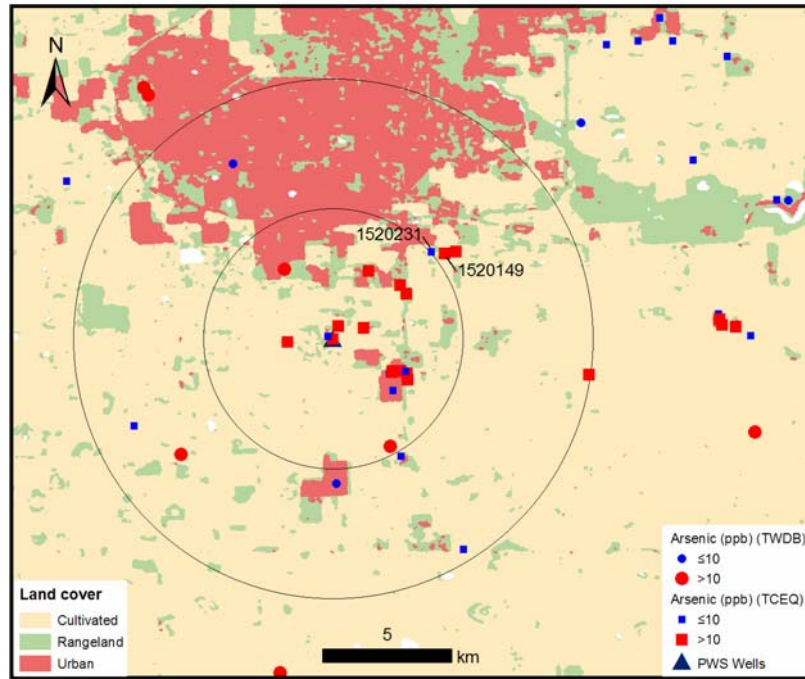 N
1520231
1520149
Land cover
Cultivated
Rangeland
Urban
5
km
Arsenic (ppb) (TWDB)
≤10
>10
Arsenic (ppb) (TCEQ)
≤10
>10
PWS Wells